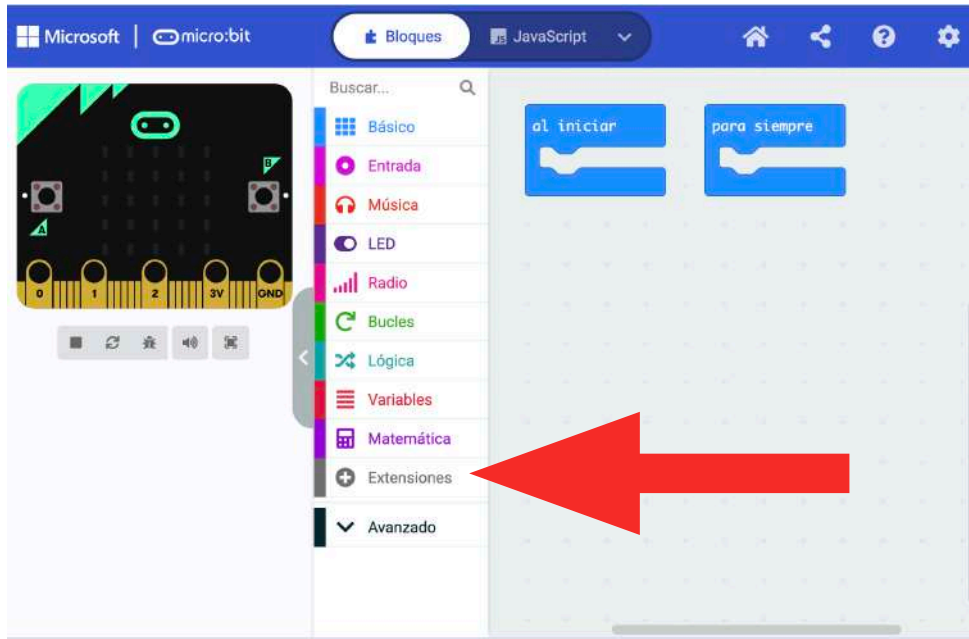 Microsoft | micro:bit
Bloques
JS JavaScript
Buscar...
Básico
Entrada
Música
LED
Radio
Bucles
Lógica
Variables
Matemática
Extensiones
Avanzado
al iniciar
para siempre
A
B
0 1 2 3V GND